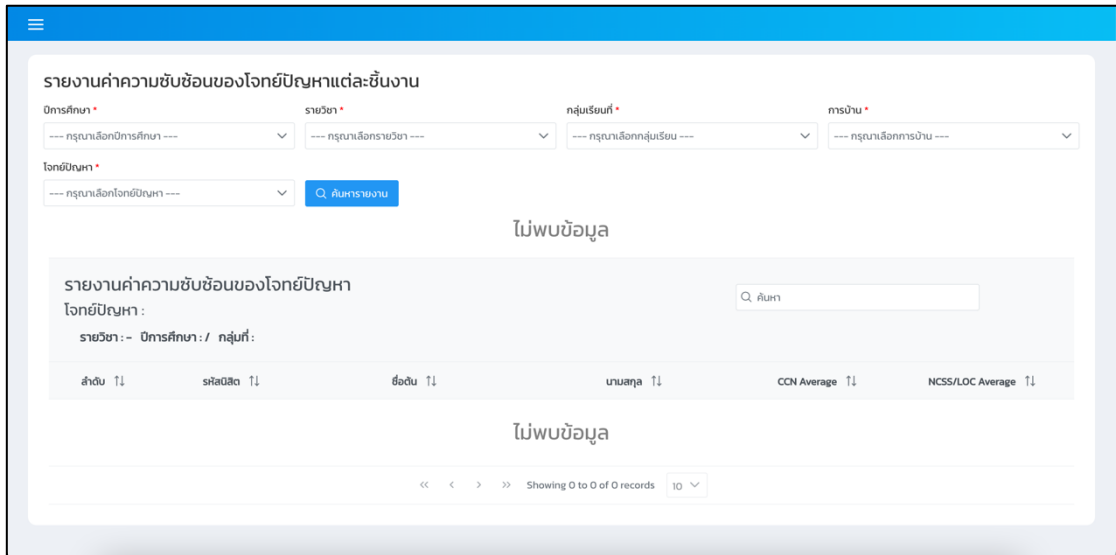 รายงานค่าความซับซ้อนของโจทย์ปัญหาแต่ละชิ้นงาน
ปีการศึกษา * รายวิชา * กลุ่มเรียนที่ * การบ้าน *
--- กรุณาเลือกปีการศึกษา --- --- กรุณาเลือกรายวิชา --- --- กรุณาเลือกกลุ่มเรียน --- --- กรุณาเลือกการบ้าน ---
โจทย์ปัญหา *
--- กรุณาเลือกโจทย์ปัญหา --- ค้นหารายงาน
ไม่พบข้อมูล
รายงานค่าความซับซ้อนของโจทย์ปัญหา
ค้นหา
โจทย์ปัญหา :
รายวิชา : - ปีการศึกษา : / กลุ่มที่ :
ลำดับ รหัสนิสิต ชื่อต้น นามสกุล CCN Average NCSS/LOC Average
ไม่พบข้อมูล
Showing 0 to 0 of 0 records 10